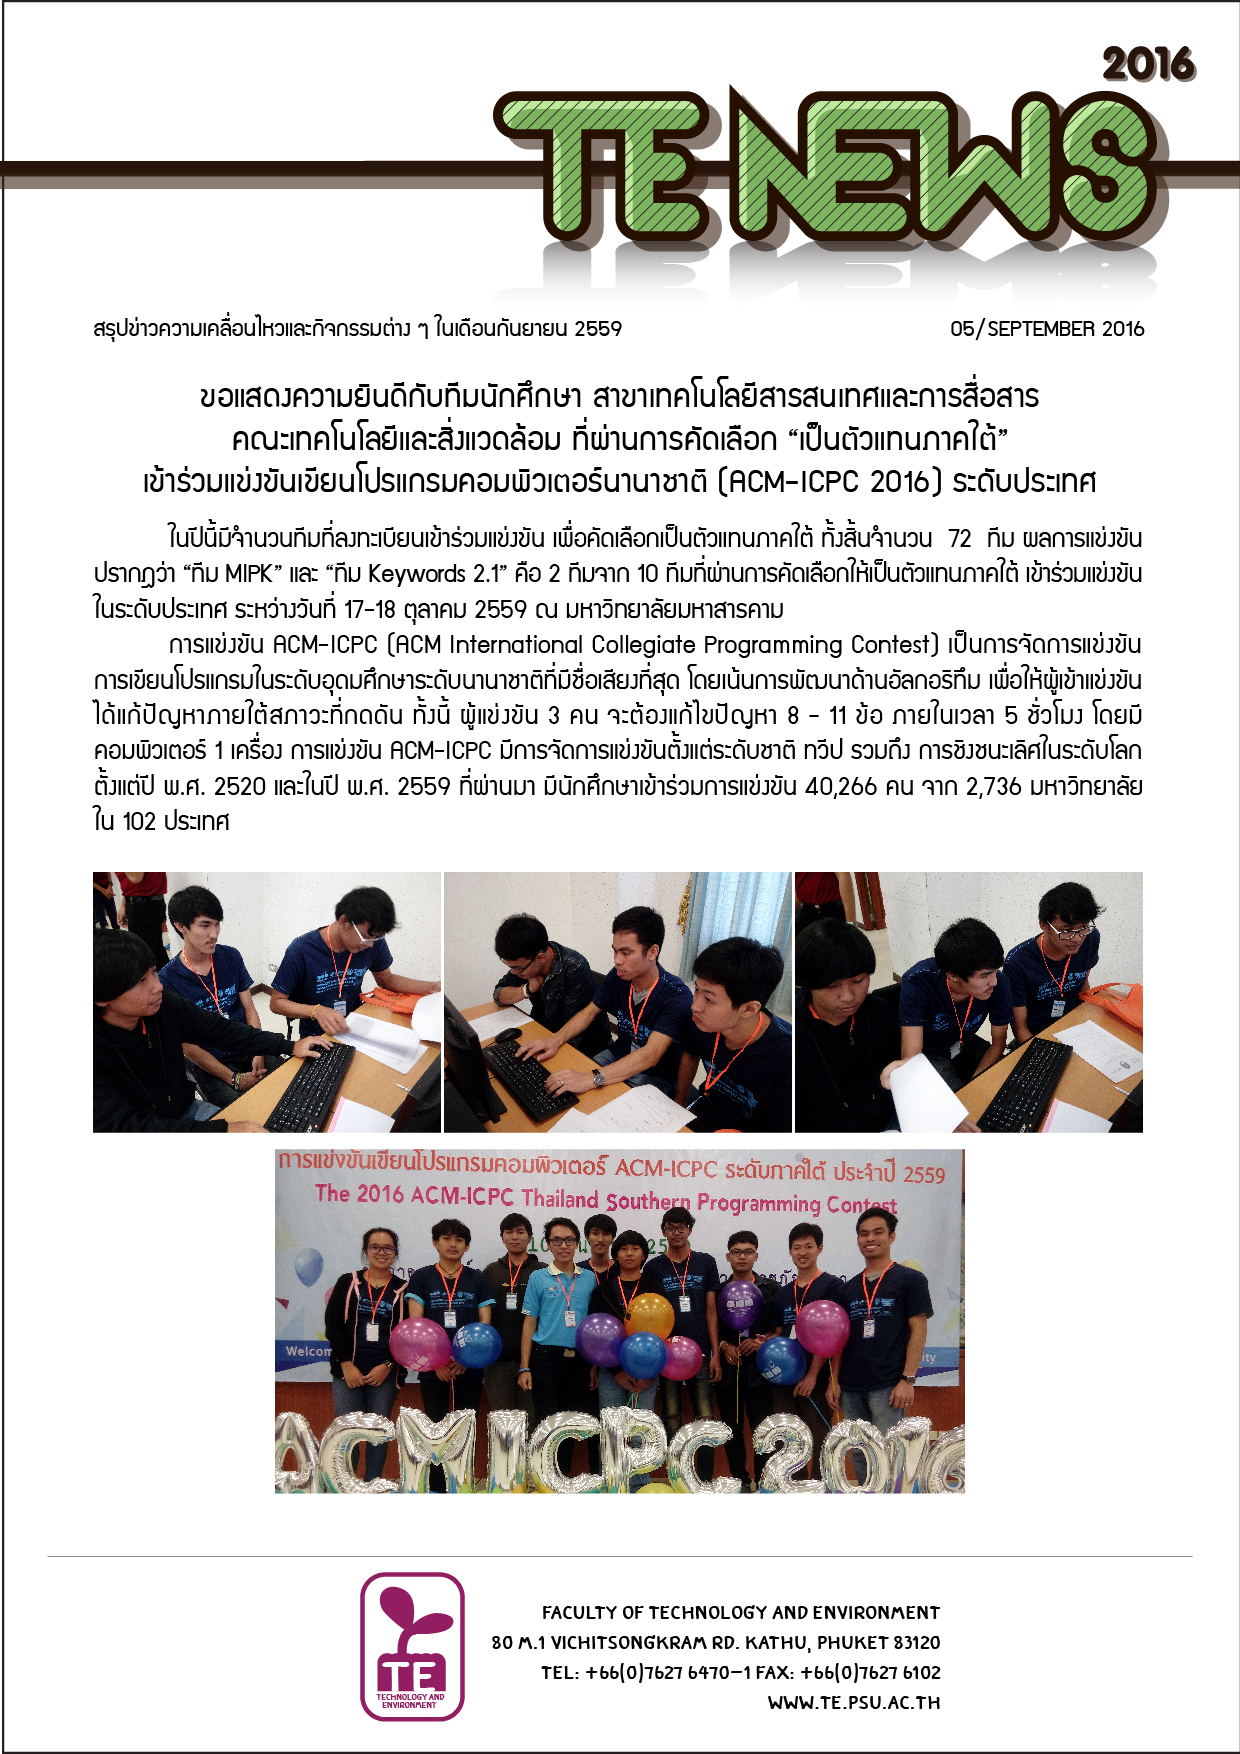 2016
TE NEWS
สรุปข่าวความเคลื่อนไหวและกิจกรรมต่าง ๆ ในเดือนกันยายน 2559
05/SEPTEMBER 2016
ขอแสดงความยินดีกับทีมนักศึกษา สาขาเทคโนโลยีสารสนเทศและการสื่อสาร
คณะเทคโนโลยีและสิ่งแวดล้อม ที่ผ่านการคัดเลือก “เป็นตัวแทนภาคใต้”
เข้าร่วมแข่งขันเขียนโปรแกรมคอมพิวเตอร์นานาชาติ (ACM-ICPC 2016) ระดับประเทศ
ในปีนี้มีจำนวนทีมที่ลงทะเบียนเข้าร่วมแข่งขัน เพื่อคัดเลือกเป็นตัวแทนภาคใต้ ทั้งสิ้นจำนวน 72 ทีม ผลการแข่งขัน
ปรากฏว่า “ทีม MIPK” และ “ทีม Keywords 2.1” คือ 2 ทีมจาก 10 ทีมที่ผ่านการคัดเลือกให้เป็นตัวแทนภาคใต้ เข้าร่วมแข่งขัน
ในระดับประเทศ ระหว่างวันที่ 17-18 ตุลาคม 2559 ณ มหาวิทยาลัยมหาสารคาม
การแข่งขัน ACM-ICPC (ACM International Collegiate Programming Contest) เป็นการจัดการแข่งขัน
การเขียนโปรแกรมในระดับอุดมศึกษาระดับนานาชาติที่มีชื่อเสียงที่สุด โดยเน้นการพัฒนาด้านอัลกอริทึม เพื่อให้ผู้เข้าแข่งขัน
ได้แก้ปัญหาภายใต้สภาวะที่กดดัน ทั้งนี้ ผู้แข่งขัน 3 คน จะต้องแก้ไขปัญหา 8 - 11 ข้อ ภายในเวลา 5 ชั่วโมง โดยมี
คอมพิวเตอร์ 1 เครื่อง การแข่งขัน ACM-ICPC มีการจัดการแข่งขันตั้งแต่ระดับชาติ ทวีป รวมถึง การชิงชนะเลิศในระดับโลก
ตั้งแต่ปี พ.ศ. 2520 และในปี พ.ศ. 2559 ที่ผ่านมา มีนักศึกษาเข้าร่วมการแข่งขัน 40,266 คน จาก 2,736 มหาวิทยาลัย
ใน 102 ประเทศ
การแข่งขันเขียนโปรแกรมคอมพิวเตอร์ ACM-ICPC ระดับภาคใต้ ประจำปี 2559
The 2016 ACM-ICPC Thailand Southern Programming Contest
ACM ICPC 2016
TE
TECHNOLOGY AND
ENVIRONMENT
FACULTY OF TECHNOLOGY AND ENVIRONMENT
80 M.1 VICHITSONGKRAM RD. KATHU, PHUKET 83120
TEL: +66(0)7627 6470-1 FAX: +66(0)7627 6102
WWW.TE.PSU.AC.TH